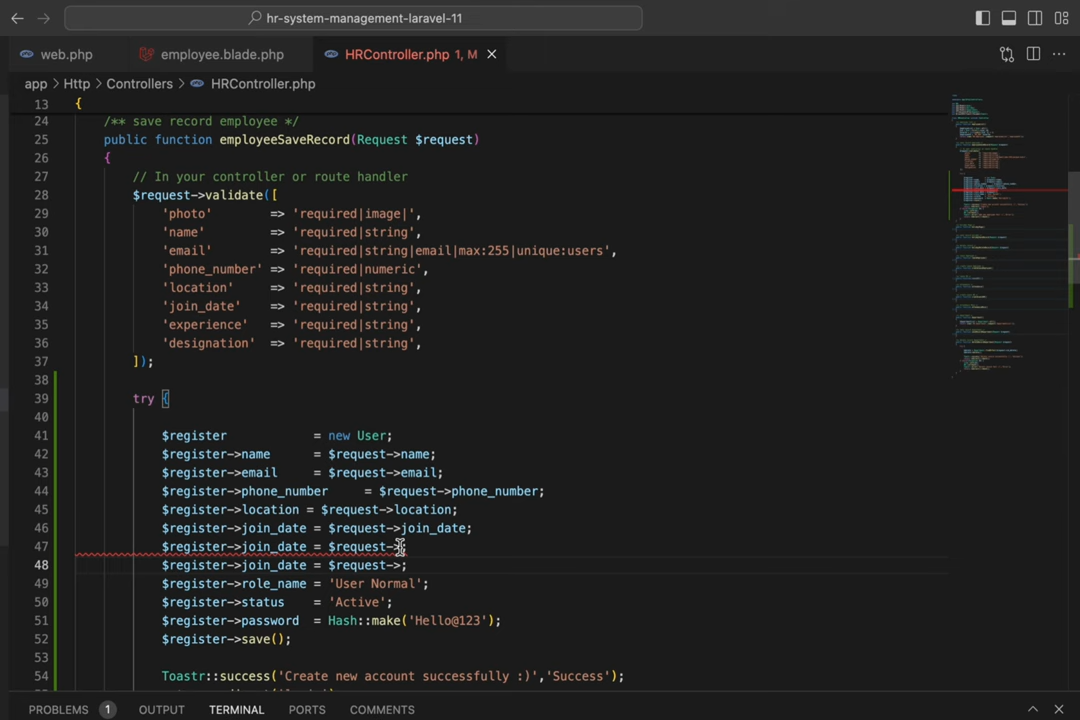 hr-system-management-laravel-11
web.php employee.blade.php HRController.php 1, M
app > Http > Controllers > HRController.php
13 {
24 /** save record employee */
25 public function employeeSaveRecord(Request $request)
26 {
27 // In your controller or route handler
28 $request->validate([
29 'photo' => 'required|image|',
30 'name' => 'required|string',
31 'email' => 'required|string|email|max:255|unique:users',
32 'phone_number' => 'required|numeric',
33 'location' => 'required|string',
34 'join_date' => 'required|string',
35 'experience' => 'required|string',
36 'designation' => 'required|string',
37 ]);
38
39 try {
40
41 $register = new User;
42 $register->name = $request->name;
43 $register->email = $request->email;
44 $register->phone_number = $request->phone_number;
45 $register->location = $request->location;
46 $register->join_date = $request->join_date;
47 $register->join_date = $request->;
48 $register->join_date = $request->;
49 $register->role_name = 'User Normal';
50 $register->status = 'Active';
51 $register->password = Hash::make('Hello@123');
52 $register->save();
53
54 Toastr::success('Create new account successfully :)','Success');
PROBLEMS 1 OUTPUT TERMINAL PORTS COMMENTS